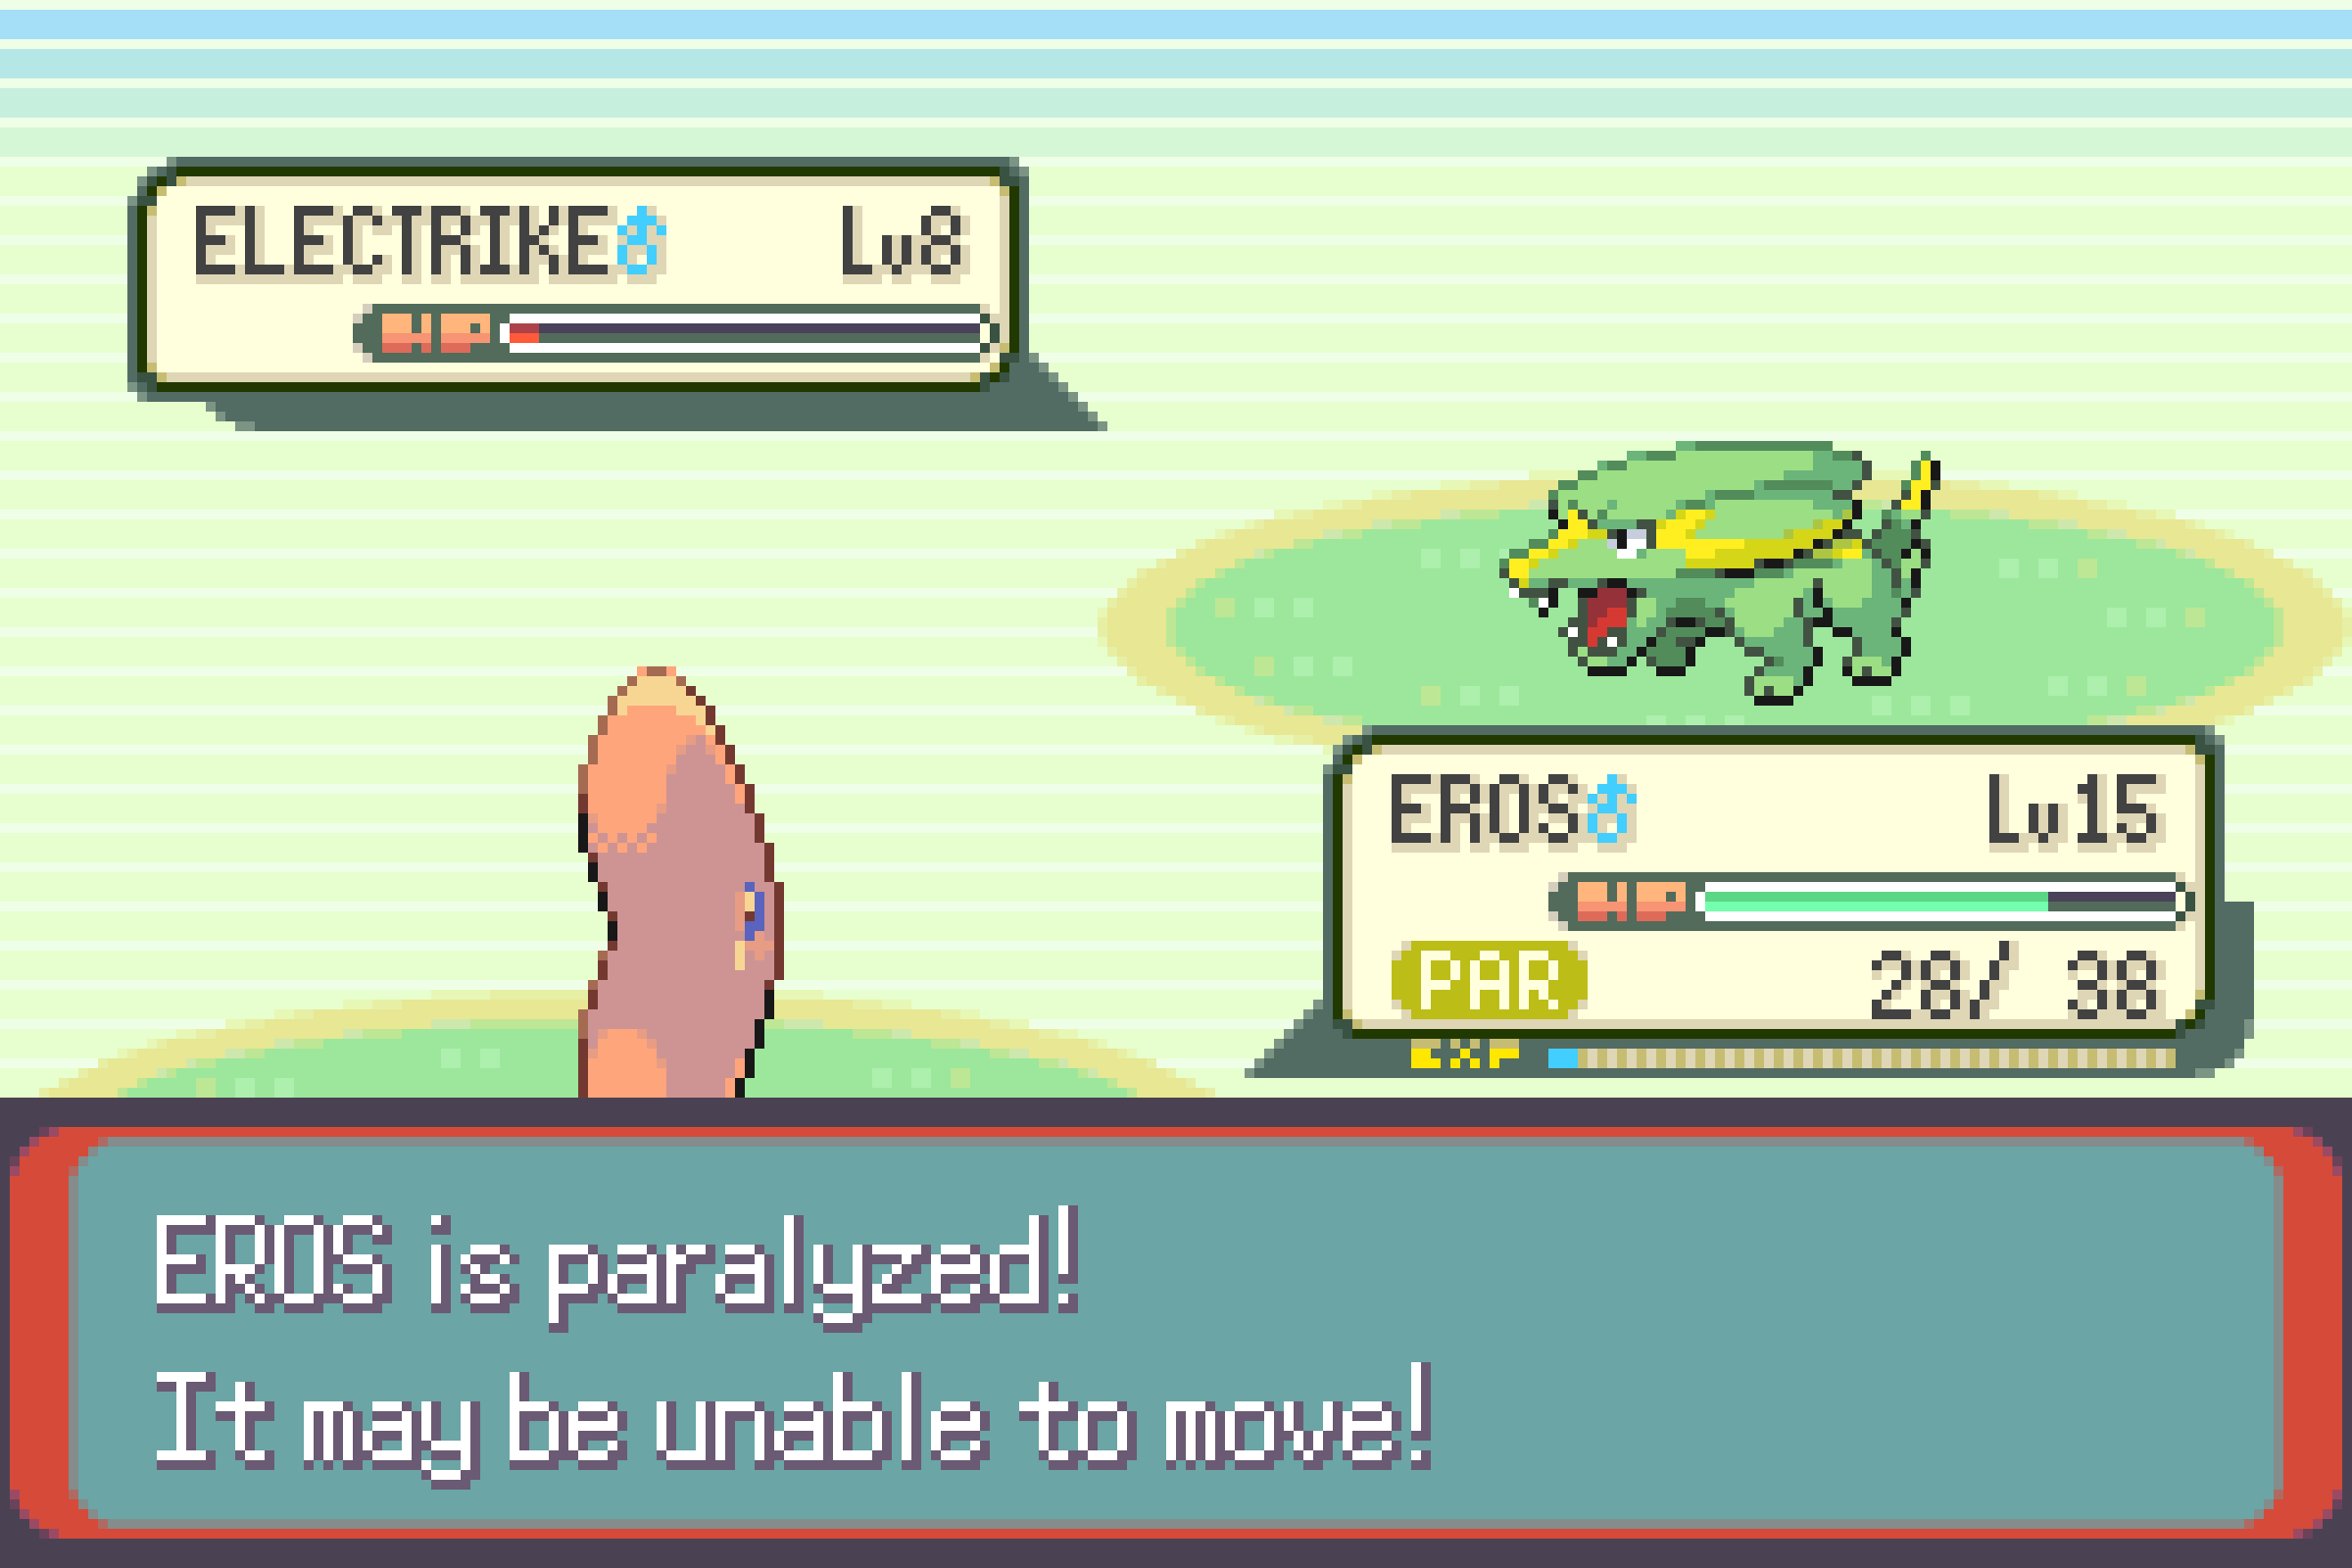 ELECTRIKE♂ Lv8
HP
EROS♂ Lv15
HP
PAR 28/ 38
EXP
EROS is paralyzed!
It may be unable to move!